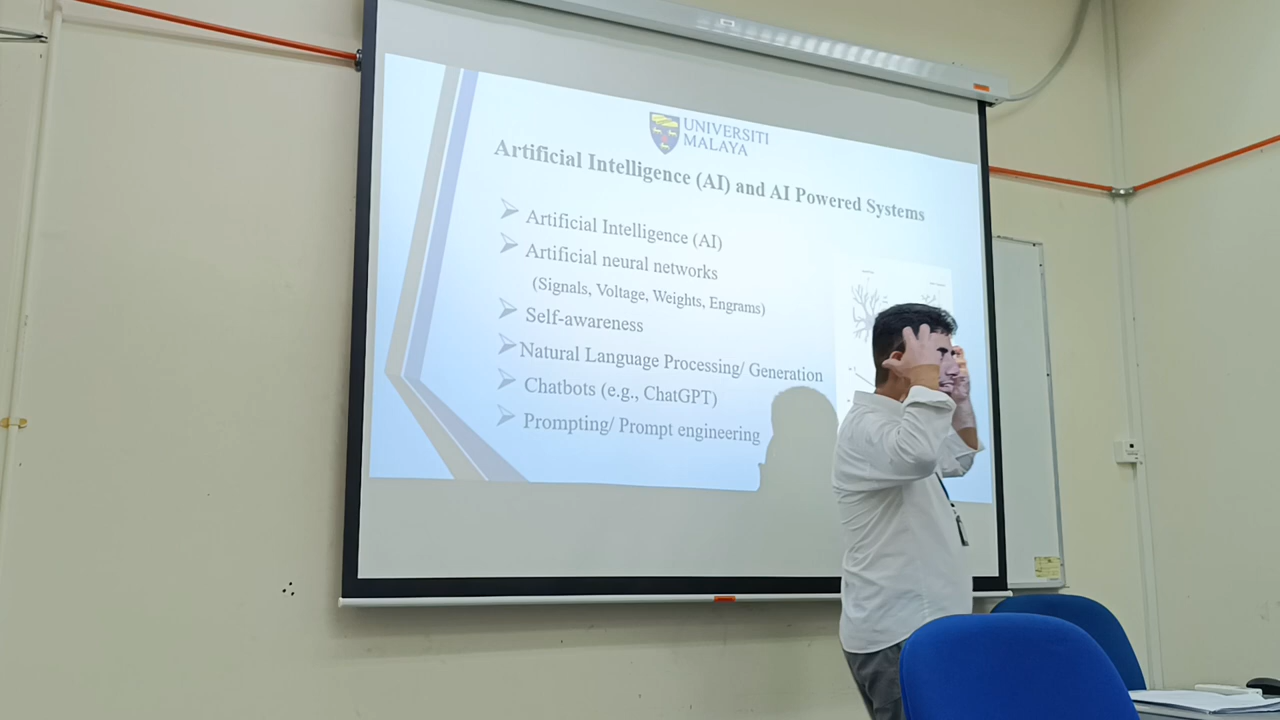 UNIVERSITI
MALAYA
Artificial Intelligence (AI) and AI Powered Systems
Artificial Intelligence (AI)
Artificial neural networks
(Signals, Voltage, Weights, Engrams)
Self-awareness
Natural Language Processing/ Generation
Chatbots (e.g., ChatGPT)
Prompting/ Prompt engineering